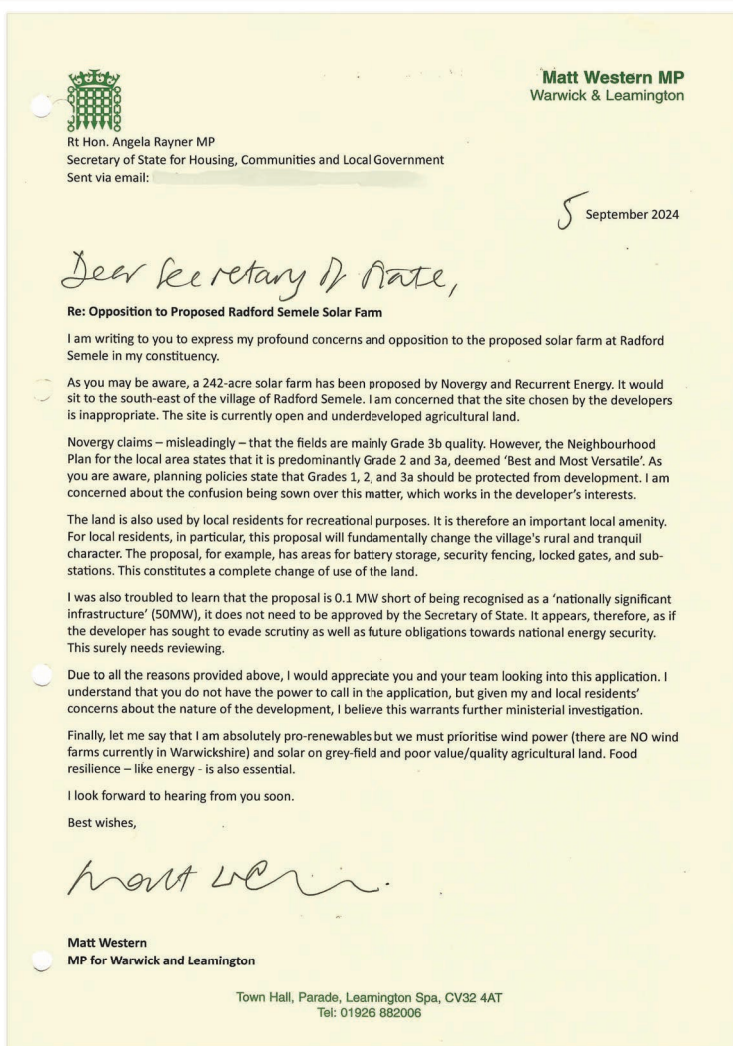 Matt Western MP
Warwick & Leamington
Rt Hon. Angela Rayner MP
Secretary of State for Housing, Communities and Local Government
Sent via email:
5 September 2024
Dear Secretary of State,
Re: Opposition to Proposed Radford Semele Solar Farm
I am writing to you to express my profound concerns and opposition to the proposed solar farm at Radford
Semele in my constituency.
As you may be aware, a 242-acre solar farm has been proposed by Novergy and Recurrent Energy. It would
sit to the south-east of the village of Radford Semele. I am concerned that the site chosen by the developers
is inappropriate. The site is currently open and underdeveloped agricultural land.
Novergy claims – misleadingly – that the fields are mainly Grade 3b quality. However, the Neighbourhood
Plan for the local area states that it is predominantly Grade 2 and 3a, deemed ‘Best and Most Versatile’. As
you are aware, planning policies state that Grades 1, 2, and 3a should be protected from development. I am
concerned about the confusion being sown over this matter, which works in the developer’s interests.
The land is also used by local residents for recreational purposes. It is therefore an important local amenity.
For local residents, in particular, this proposal will fundamentally change the village's rural and tranquil
character. The proposal, for example, has areas for battery storage, security fencing, locked gates, and sub-
stations. This constitutes a complete change of use of the land.
I was also troubled to learn that the proposal is 0.1 MW short of being recognised as a ‘nationally significant
infrastructure’ (50MW), it does not need to be approved by the Secretary of State. It appears, therefore, as if
the developer has sought to evade scrutiny as well as future obligations towards national energy security.
This surely needs reviewing.
Due to all the reasons provided above, I would appreciate you and your team looking into this application. I
understand that you do not have the power to call in the application, but given my and local residents’
concerns about the nature of the development, I believe this warrants further ministerial investigation.
Finally, let me say that I am absolutely pro-renewables but we must prioritise wind power (there are NO wind
farms currently in Warwickshire) and solar on grey-field and poor value/quality agricultural land. Food
resilience – like energy - is also essential.
I look forward to hearing from you soon.
Best wishes,
Matt Western
MP for Warwick and Leamington
Town Hall, Parade, Leamington Spa, CV32 4AT
Tel: 01926 882006